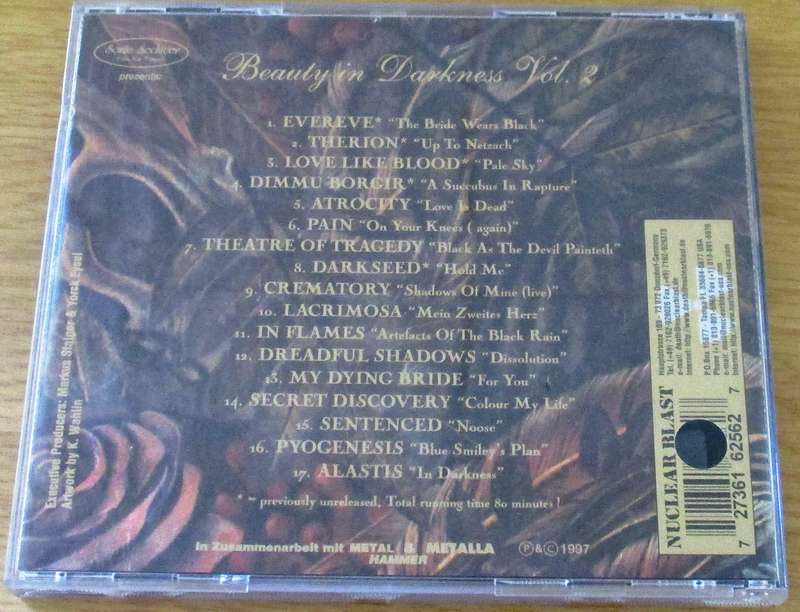 Sonic Seducer
presents:
Beauty in Darkness Vol. 2
1. EVEREVE* "The Bride Wears Black"
2. THERION* "Up To Netzach"
3. LOVE LIKE BLOOD* "Pale Sky"
4. DIMMU BORGIR* "A Succubus In Rapture"
5. ATROCITY "Love Is Dead"
6. PAIN "On Your Knees ( again)"
7. THEATRE OF TRAGEDY "Black As The Devil Painteth"
8. DARKSEED* "Hold Me"
9. CREMATORY "Shadows Of Mine (live)"
10. LACRIMOSA "Mein Zweites Herz"
11. IN FLAMES "Artefacts Of The Black Rain"
12. DREADFUL SHADOWS "Dissolution"
13. MY DYING BRIDE "For You"
14. SECRET DISCOVERY "Colour My Life"
15. SENTENCED "Noose"
16. PYOGENESIS "Blue Smiley's Plan"
17. ALASTIS "In Darkness"
* = previously unreleased, Total running time 80 minutes !
In Zusammenarbeit mit METAL HAMMER & METALLA
Ⓟ&Ⓒ 1997
Executive Producers: Markus Staiger & Yorck Eysel
Artwork by K. Wahlin
NUCLEAR BLAST
7 27361 62562 7